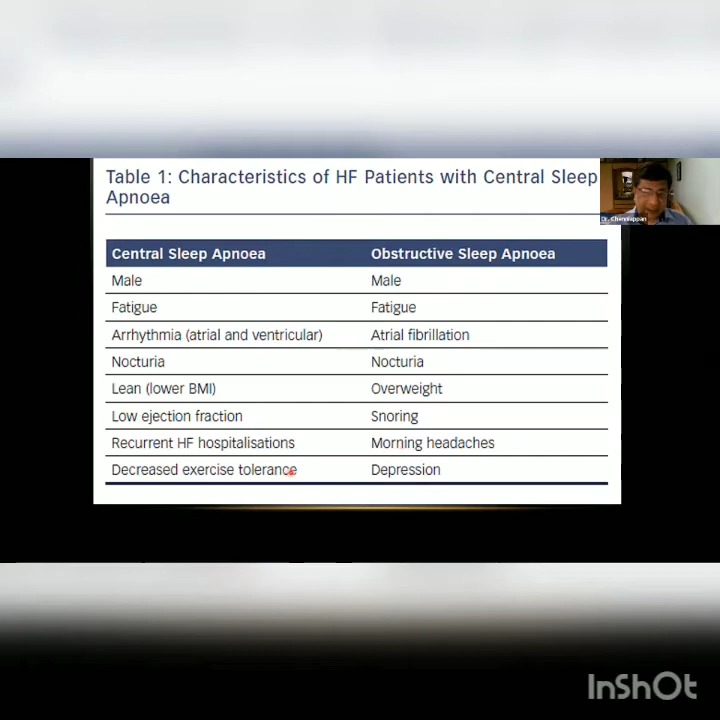 Table 1: Characteristics of HF Patients with Central Sleep
Apnoea
Central Sleep Apnoea Obstructive Sleep Apnoea
Male Male
Fatigue Fatigue
Arrhythmia (atrial and ventricular) Atrial fibrillation
Nocturia Nocturia
Lean (lower BMI) Overweight
Low ejection fraction Snoring
Recurrent HF hospitalisations Morning headaches
Decreased exercise tolerance Depression
Dr. Chenniappan
InShOt